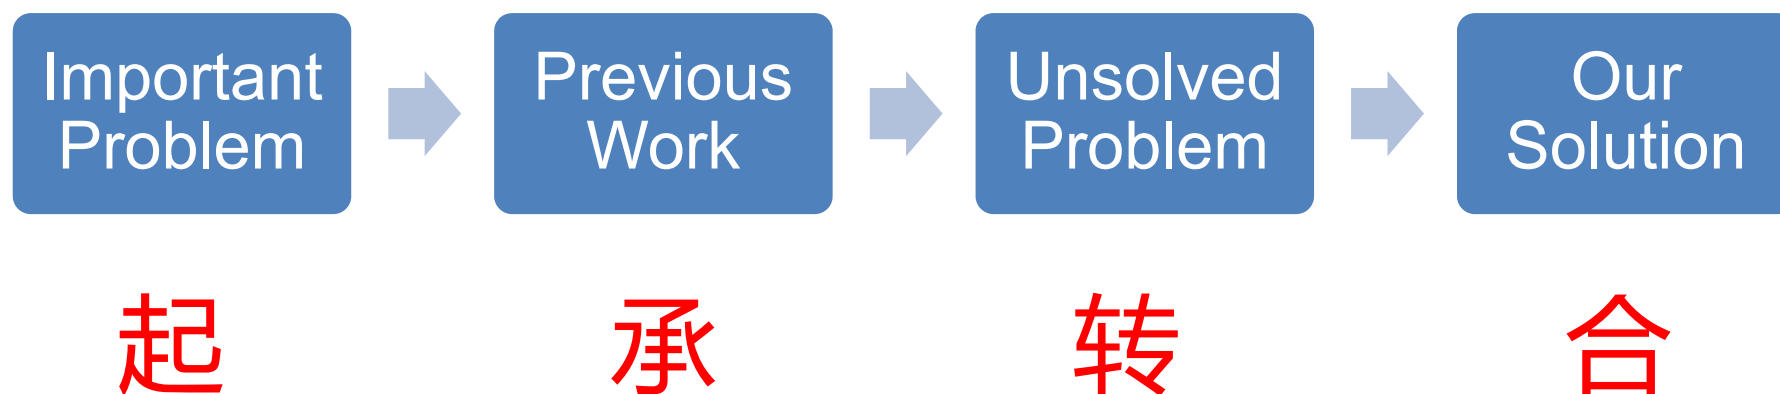 Important
Problem
Previous
Work
Unsolved
Problem
Our
Solution
起
承
转
合